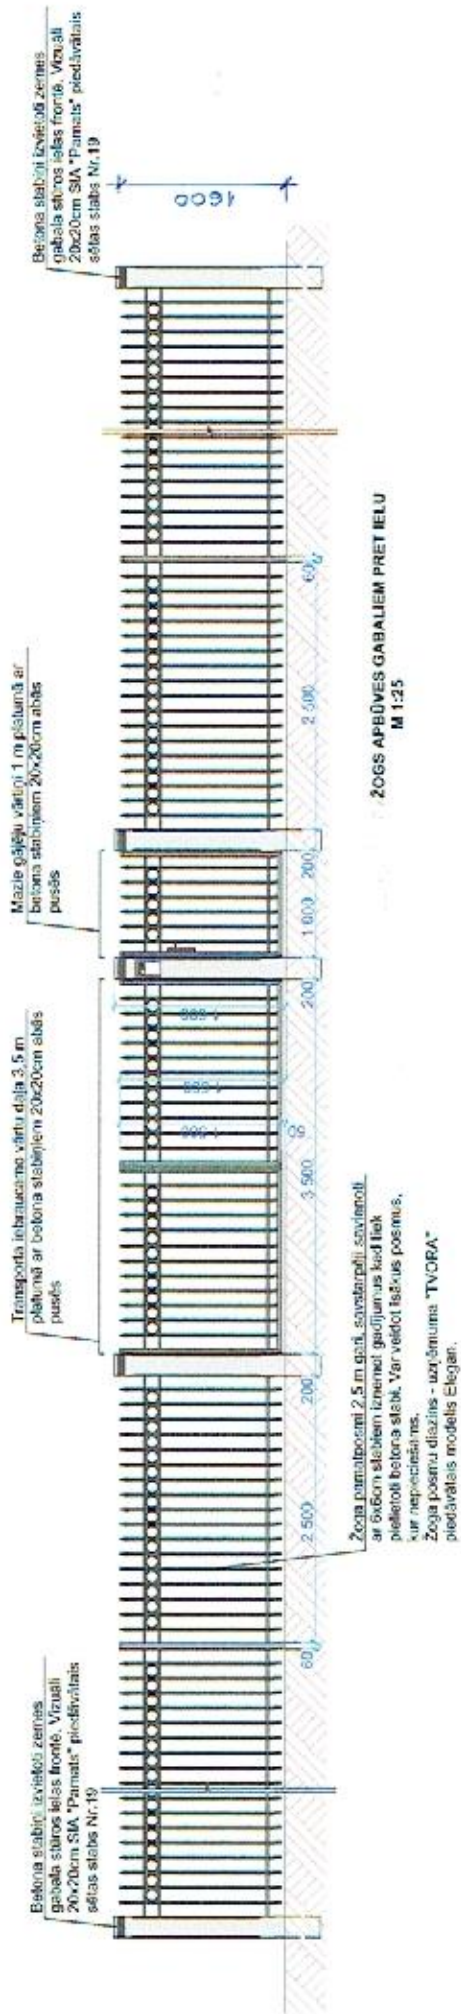 Betona stabiņi izvietoti zemes
gabala stūros ielas frontē. Vizuāli
20x20cm SIA "Pamats" piedāvātais
sētas stabs Nr.19
Transporta iebraucamo vārtu daļa 3,5 m
platumā ar betona stabiņiem 20x20cm abās
pusēs
Mazie gājēju vārtiņi 1 m platumā ar
betona stabiņiem 20x20cm abās
pusēs
Betona stabiņi izvietoti zemes
gabala stūros ielas frontē. Vizuāli
20x20cm SIA "Pamats" piedāvātais
sētas stabs Nr.19
1600
60
2 500
200
3 500
200
1 000
200
2 500
60
50
Žoga pamatposmi 2,5 m gari, savstarpēji savienoti
ar 6x6cm stabiem izņemot gadījumus kad tiek
pielietoti betona stabi. Var veidot īsākus posmus,
kur nepieciešams.
Žoga posmu dizains - uzņēmuma "TVORA"
piedāvātais modelis Elegan.
ŽOGS APBŪVES GABALIEM PRET IELU
M 1:25